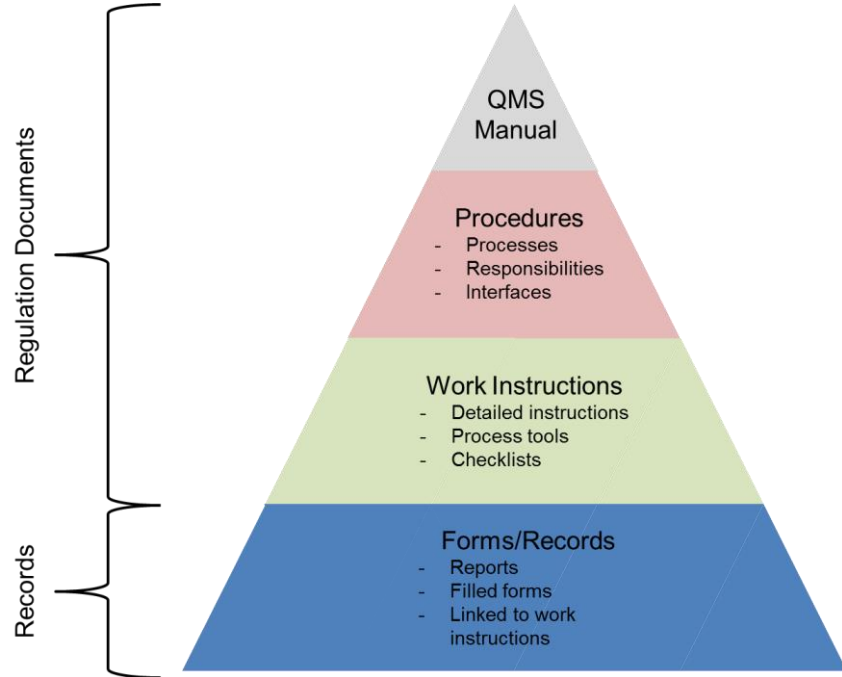 Regulation Documents
Records
QMS
Manual
Procedures
- Processes
- Responsibilities
- Interfaces
Work Instructions
- Detailed instructions
- Process tools
- Checklists
Forms/Records
- Reports
- Filled forms
- Linked to work
instructions